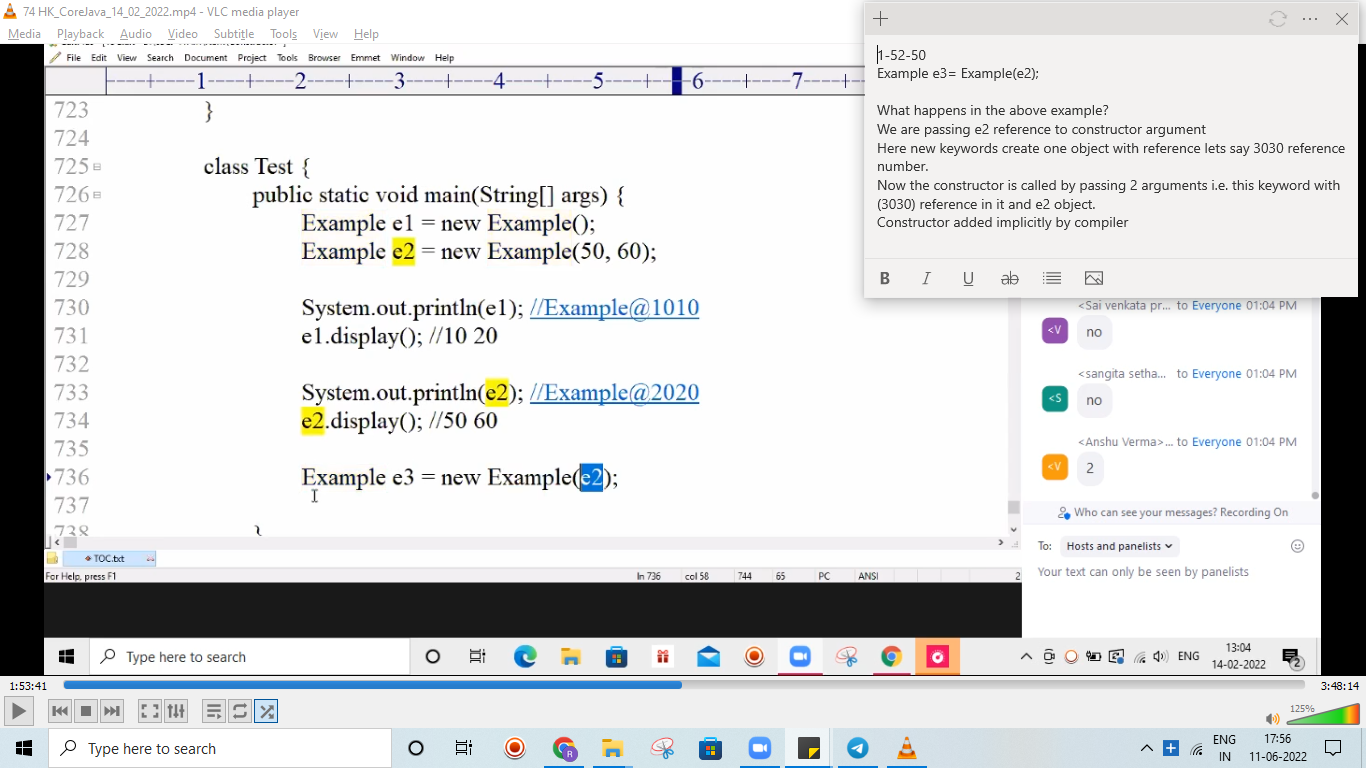 74 HK_CoreJava_14_02_2022.mp4 - VLC media player
Media Playback Audio Video Subtitle Tools View Help
File Edit View Search Document Project Tools Browser Emmet Window Help
----+----1----+----2----+----3----+----4----+----5----+----6----+----7----+--
723 }
724
725 class Test {
726 public static void main(String[] args) {
727 Example e1 = new Example();
728 Example e2 = new Example(50, 60);
729
730 System.out.println(e1); //Example@1010
731 e1.display(); //10 20
732
733 System.out.println(e2); //Example@2020
734 e2.display(); //50 60
735
736 Example e3 = new Example(e2);
737
738 }
TOC.txt
For Help, press F1
ln 736 col 58 744 65 PC ANSI
1-52-50
Example e3= Example(e2);
What happens in the above example?
We are passing e2 reference to constructor argument
Here new keywords create one object with reference lets say 3030 reference
number.
Now the constructor is called by passing 2 arguments i.e. this keyword with
(3030) reference in it and e2 object.
Constructor added implicitly by compiler
B I U ab
<Sai venkata pr... to Everyone 01:04 PM
<V no
<sangita setha... to Everyone 01:04 PM
<S no
<Anshu Verma>... to Everyone 01:04 PM
<V 2
Who can see your messages? Recording On
To: Hosts and panelists
Your text can only be seen by panelists
Type here to search
ENG
13:04
14-02-2022
2
1:53:41
3:48:14
125%
Type here to search
R
ENG
IN
17:56
11-06-2022